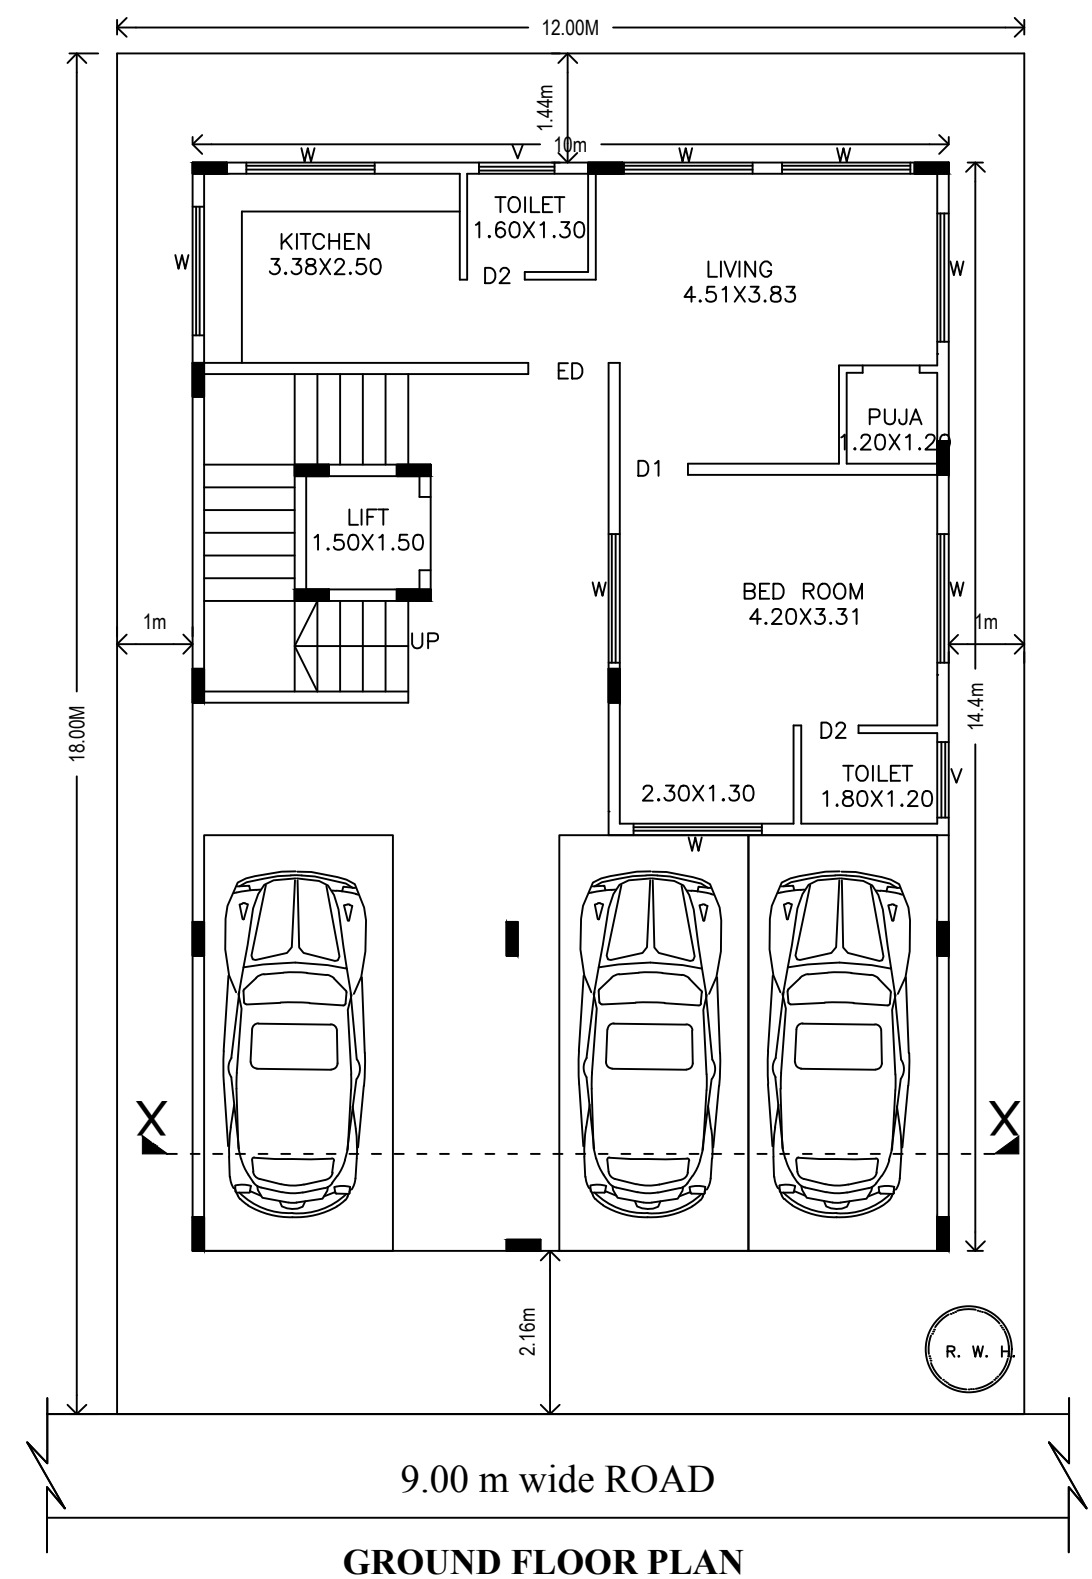 12.00M
1.44m
10m
W
V
W
W
TOILET
1.60X1.30
KITCHEN
3.38X2.50
W
D2
LIVING
4.51X3.83
W
ED
PUJA
1.20X1.20
D1
LIFT
1.50X1.50
W
BED ROOM
4.20X3.31
W
1m
UP
1m
18.00M
14.4m
D2
TOILET
1.80X1.20
V
2.30X1.30
W
X
X
2.16m
R. W. H.
9.00 m wide ROAD
GROUND FLOOR PLAN